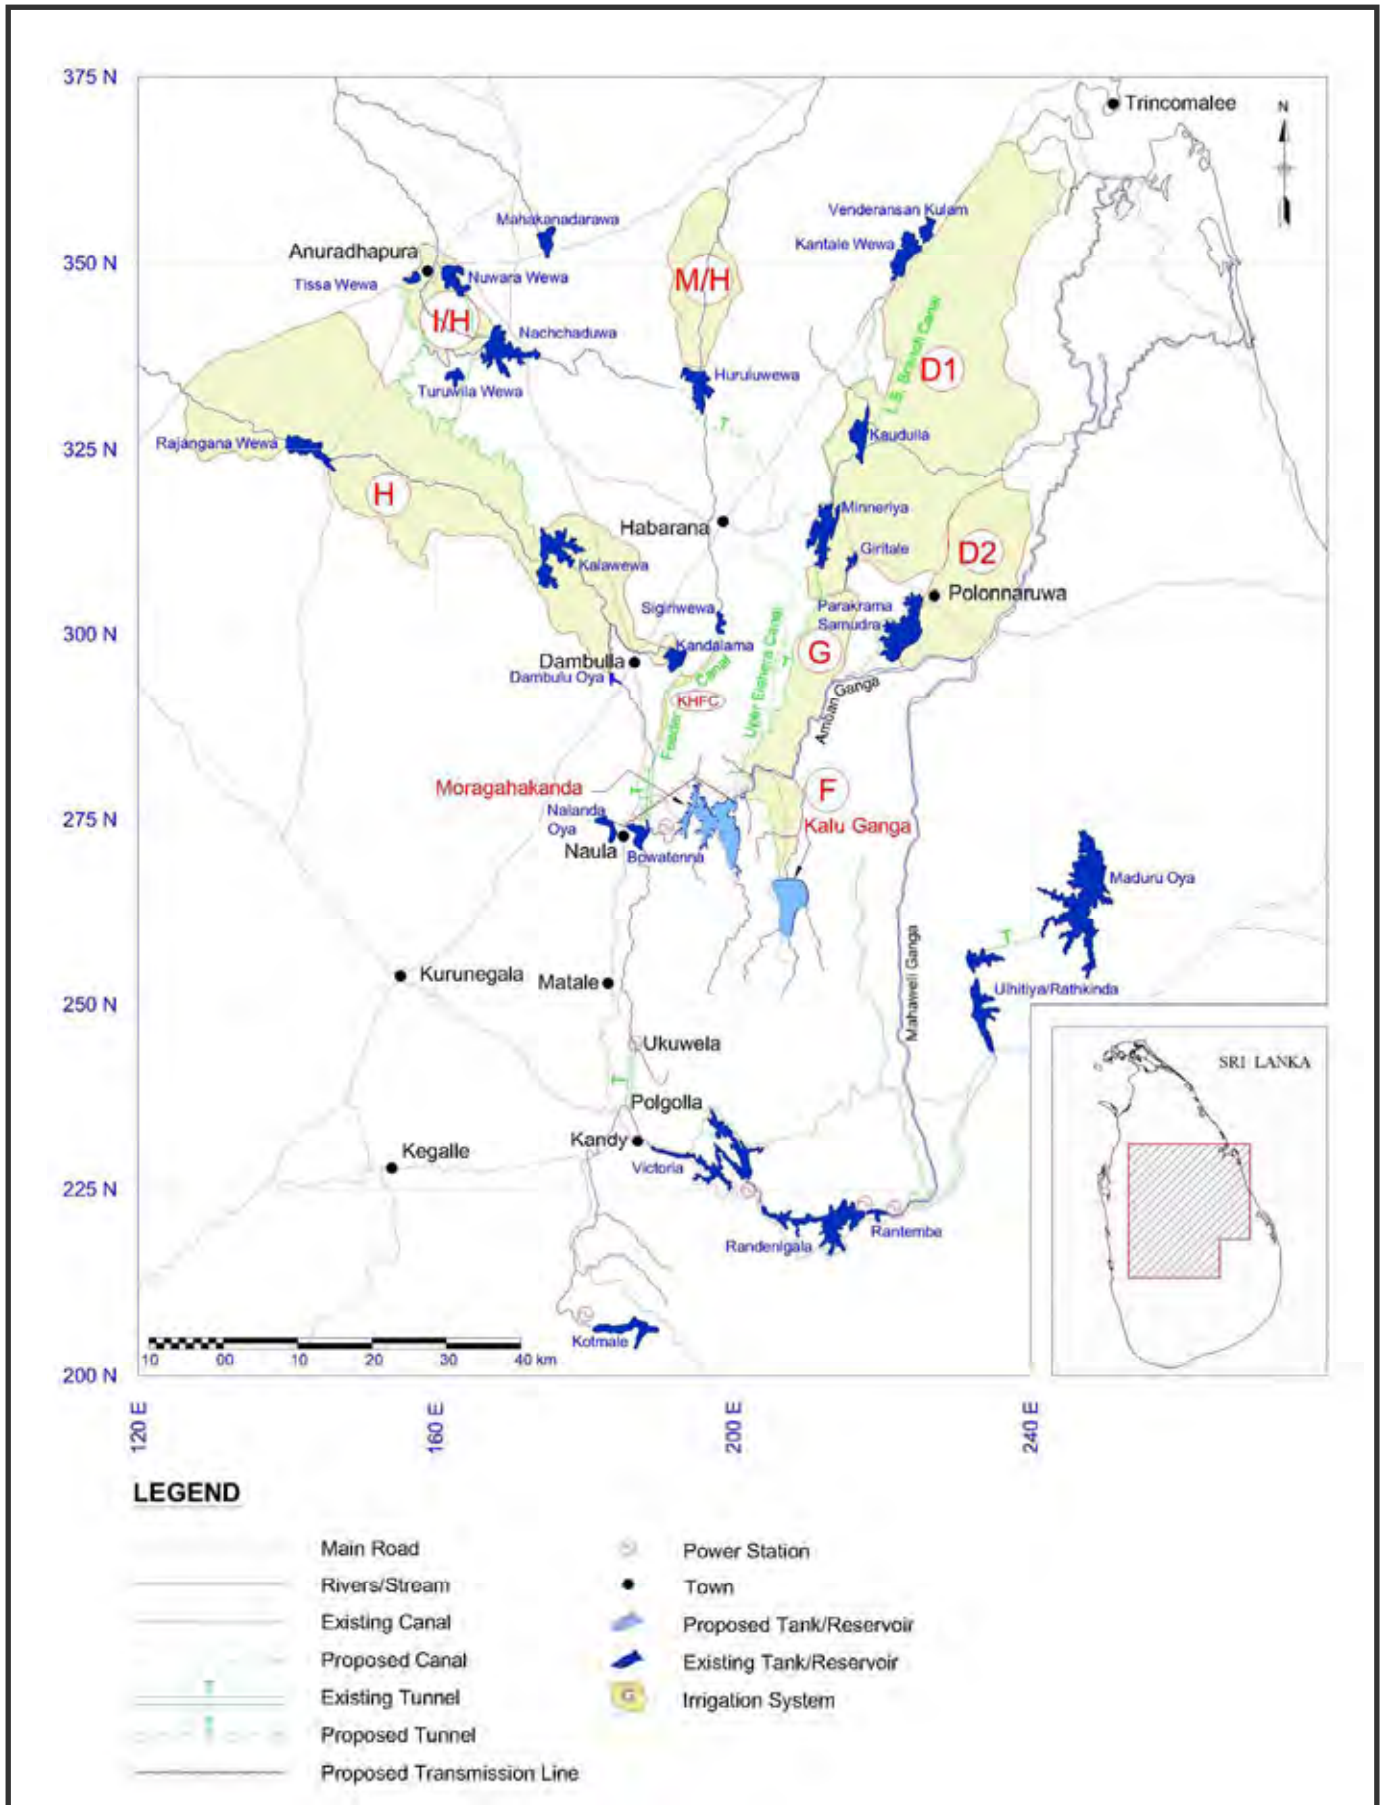 375 N
Trincomalee
N
Venderansan Kulam
Mahakanadarawa
Kantale Wewa
Anuradhapura
350 N
Tissa Wewa
Nuwara Wewa
M/H
I/H
Nachchaduwa
L.B. Branch Canal
D1
Turuwila Wewa
Huruluwewa
T
Kaudulla
Rajangana Wewa
325 N
H
Minneriya
Habarana
Giritale
D2
Kalawewa
Polonnaruwa
Sigiriwewa
Parakrama
Samudra
300 N
Kandalama
G
Dambulla
T
Dambulu Oya
Feeder Canal
KHFC
Uper Elehera Canal
Amban Ganga
Moragahakanda
T
F
275 N
Nalanda
Oya
Kalu Ganga
Naula
Bowatenna
Maduru Oya
T
Mahaweli Ganga
Kurunegala
Matale
Ulhitiya/Rathkinda
250 N
Ukuwela
SRI LANKA
T
Polgolla
Kandy
Kegalle
Victoria
225 N
Rantembe
Randenigala
Kotmale
10 00 10 20 30 40 km
200 N
120 E
160 E
200 E
240 E
LEGEND
Main Road
Rivers/Stream
Existing Canal
Proposed Canal
T
Existing Tunnel
T
Proposed Tunnel
Proposed Transmission Line
Power Station
Town
Proposed Tank/Reservoir
Existing Tank/Reservoir
G
Irrigation System